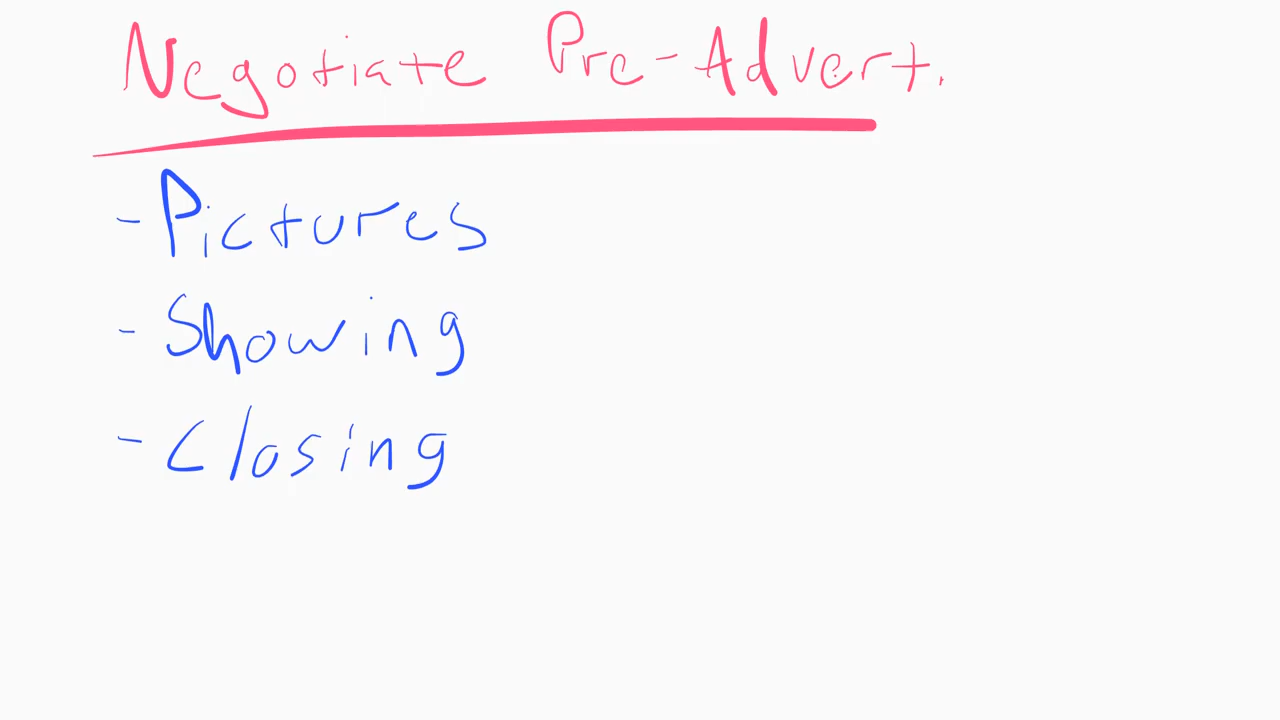 Negotiate Pre-Advert.
- Pictures
- Showing
- Closing